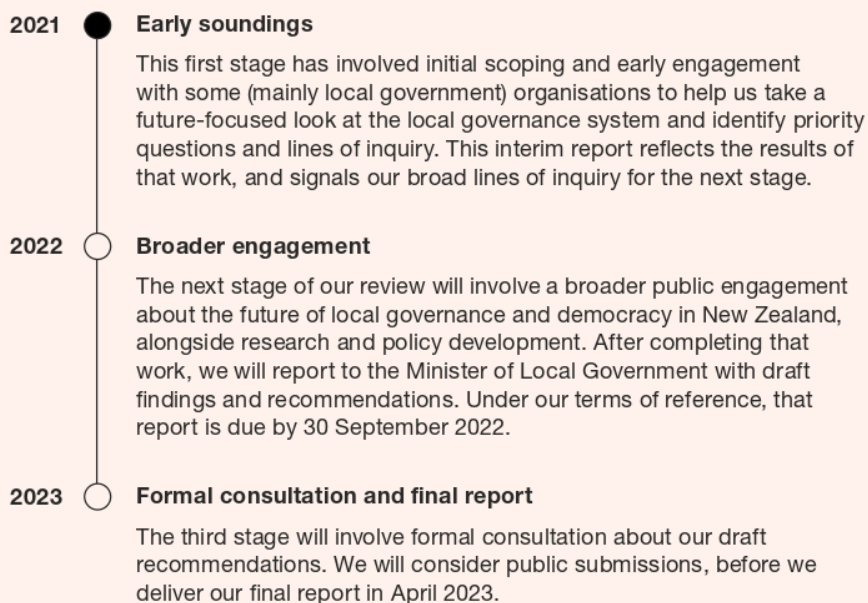 2021 Early soundings
This first stage has involved initial scoping and early engagement
with some (mainly local government) organisations to help us take a
future-focused look at the local governance system and identify priority
questions and lines of inquiry. This interim report reflects the results of
that work, and signals our broad lines of inquiry for the next stage.
2022 Broader engagement
The next stage of our review will involve a broader public engagement
about the future of local governance and democracy in New Zealand,
alongside research and policy development. After completing that
work, we will report to the Minister of Local Government with draft
findings and recommendations. Under our terms of reference, that
report is due by 30 September 2022.
2023 Formal consultation and final report
The third stage will involve formal consultation about our draft
recommendations. We will consider public submissions, before we
deliver our final report in April 2023.